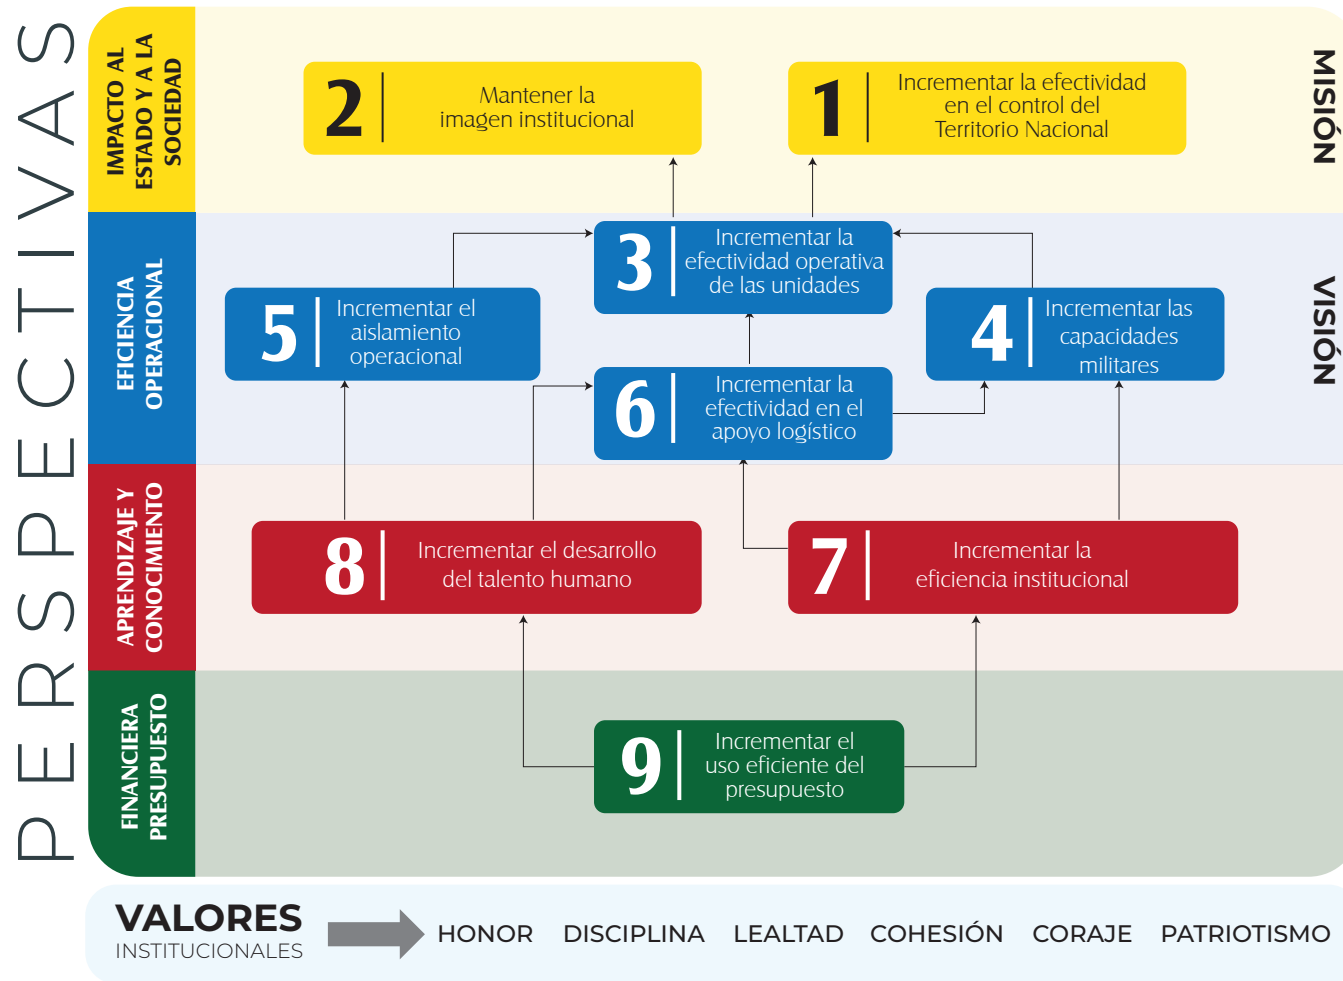 PERSPECTIVAS
IMPACTO AL
ESTADO Y A LA
SOCIEDAD
2
Mantener la
imagen institucional
1
Incrementar la efectividad
en el control del
Territorio Nacional
MISIÓN
EFICIENCIA
OPERACIONAL
3
Incrementar la
efectividad operativa
de las unidades
5
Incrementar el
aislamiento
operacional
4
Incrementar las
capacidades
militares
6
Incrementar la
efectividad en el
apoyo logístico
VISIÓN
APRENDIZAJE Y
CONOCIMIENTO
8
Incrementar el desarrollo
del talento humano
7
Incrementar la
eficiencia institucional
FINANCIERA
PRESUPUESTO
9
Incrementar el
uso eficiente del
presupuesto
VALORES
INSTITUCIONALES
HONOR DISCIPLINA LEALTAD COHESIÓN CORAJE PATRIOTISMO